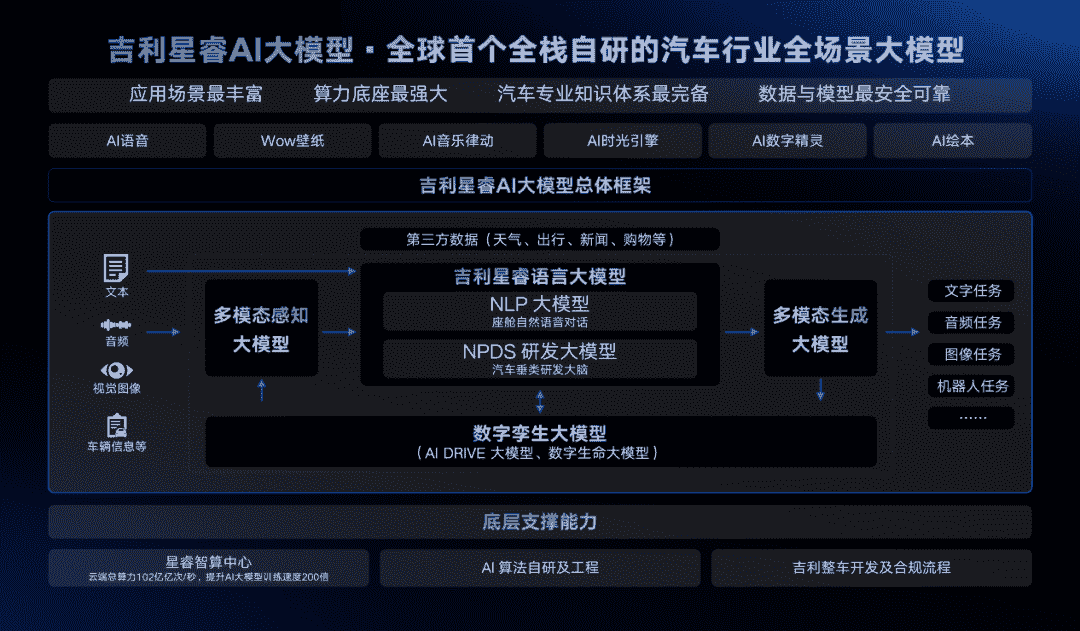 吉利星睿AI大模型·全球首个全栈自研的汽车行业全场景大模型
应用场景最丰富 算力底座最强大 汽车专业知识体系最完备 数据与模型最安全可靠
AI语音 Wow壁纸 AI音乐律动 AI时光引擎 AI数字精灵 AI绘本
吉利星睿AI大模型总体框架
第三方数据（天气、出行、新闻、购物等）
文本
音频
视觉图像
车辆信息等
多模态感知
大模型
吉利星睿语言大模型
NLP 大模型
座舱自然语音对话
NPDS 研发大模型
汽车垂类研发大脑
多模态生成
大模型
文字任务
音频任务
图像任务
机器人任务
……
数字孪生大模型
（AI DRIVE 大模型、数字生命大模型）
底层支撑能力
星睿智算中心
云端总算力102亿亿次/秒，提升AI大模型训练速度200倍
AI 算法自研及工程
吉利整车开发及合规流程